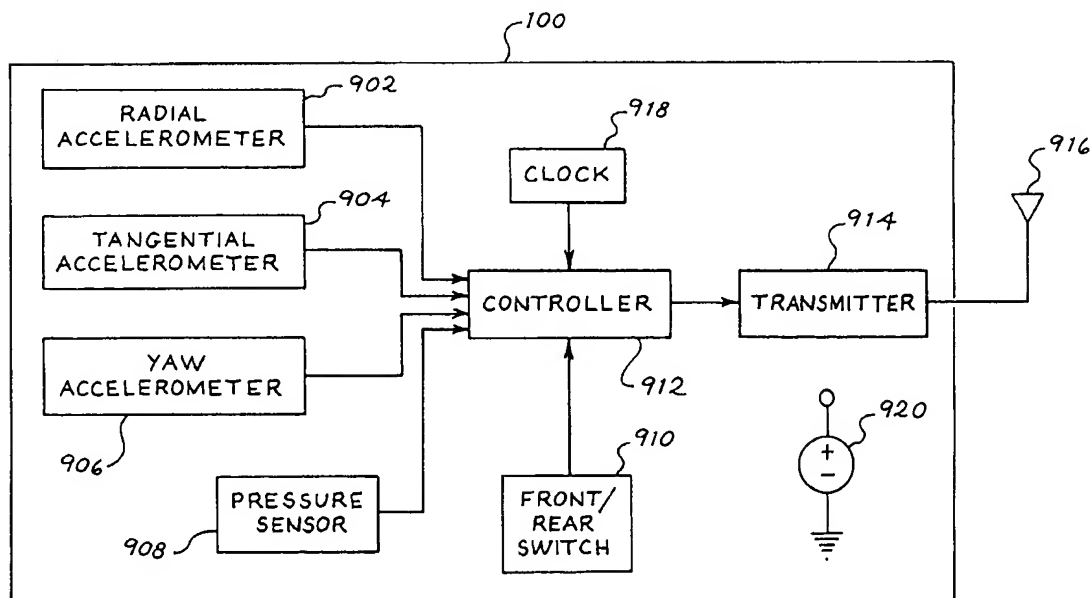 100
902
RADIAL
ACCELEROMETER
918
CLOCK
916
904
TANGENTIAL
ACCELEROMETER
914
CONTROLLER
TRANSMITTER
YAW
ACCELEROMETER
912
906
910
920
+
-
PRESSURE
SENSOR
908
FRONT/
REAR
SWITCH